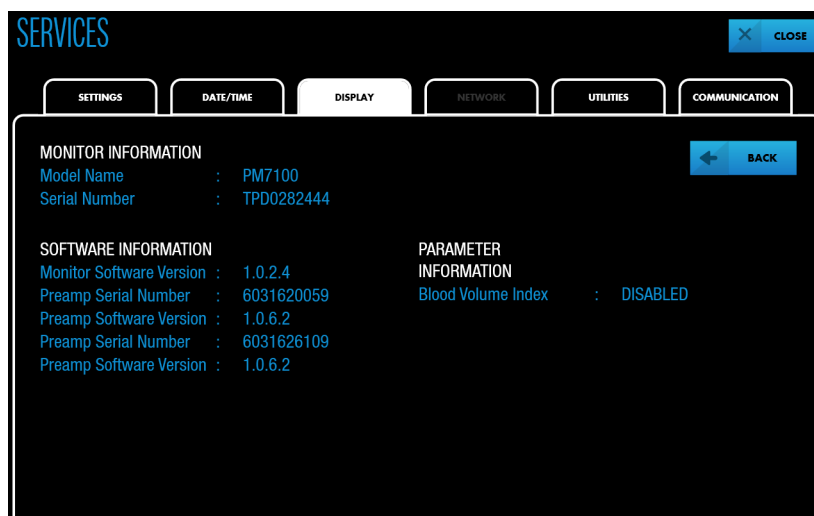 SERVICES
CLOSE
SETTINGS
DATE/TIME
DISPLAY
NETWORK
UTILITIES
COMMUNICATION
MONITOR INFORMATION
BACK
Model Name : PM7100
Serial Number : TPD0282444
SOFTWARE INFORMATION
Monitor Software Version : 1.0.2.4
Preamp Serial Number : 6031620059
Preamp Software Version : 1.0.6.2
Preamp Serial Number : 6031626109
Preamp Software Version : 1.0.6.2
PARAMETER
INFORMATION
Blood Volume Index : DISABLED